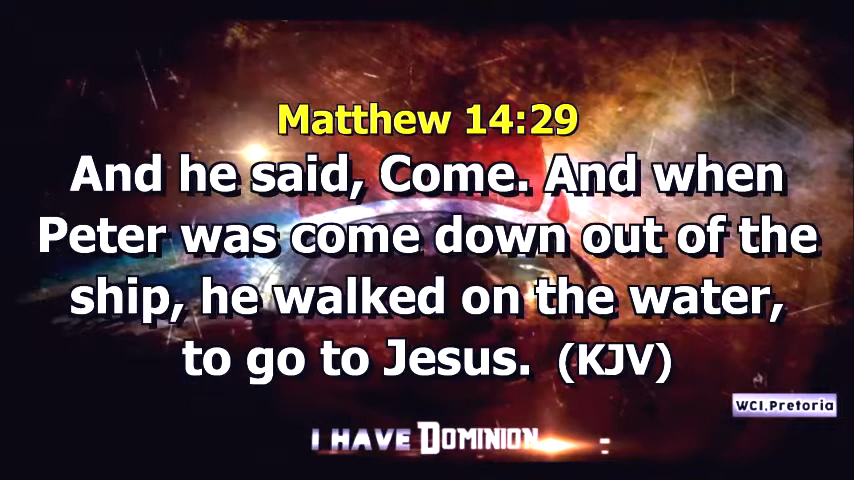 Matthew 14:29
And he said, Come. And when
Peter was come down out of the
ship, he walked on the water,
to go to Jesus. (KJV)
WCI,Pretoria
I HAVE DOMINION